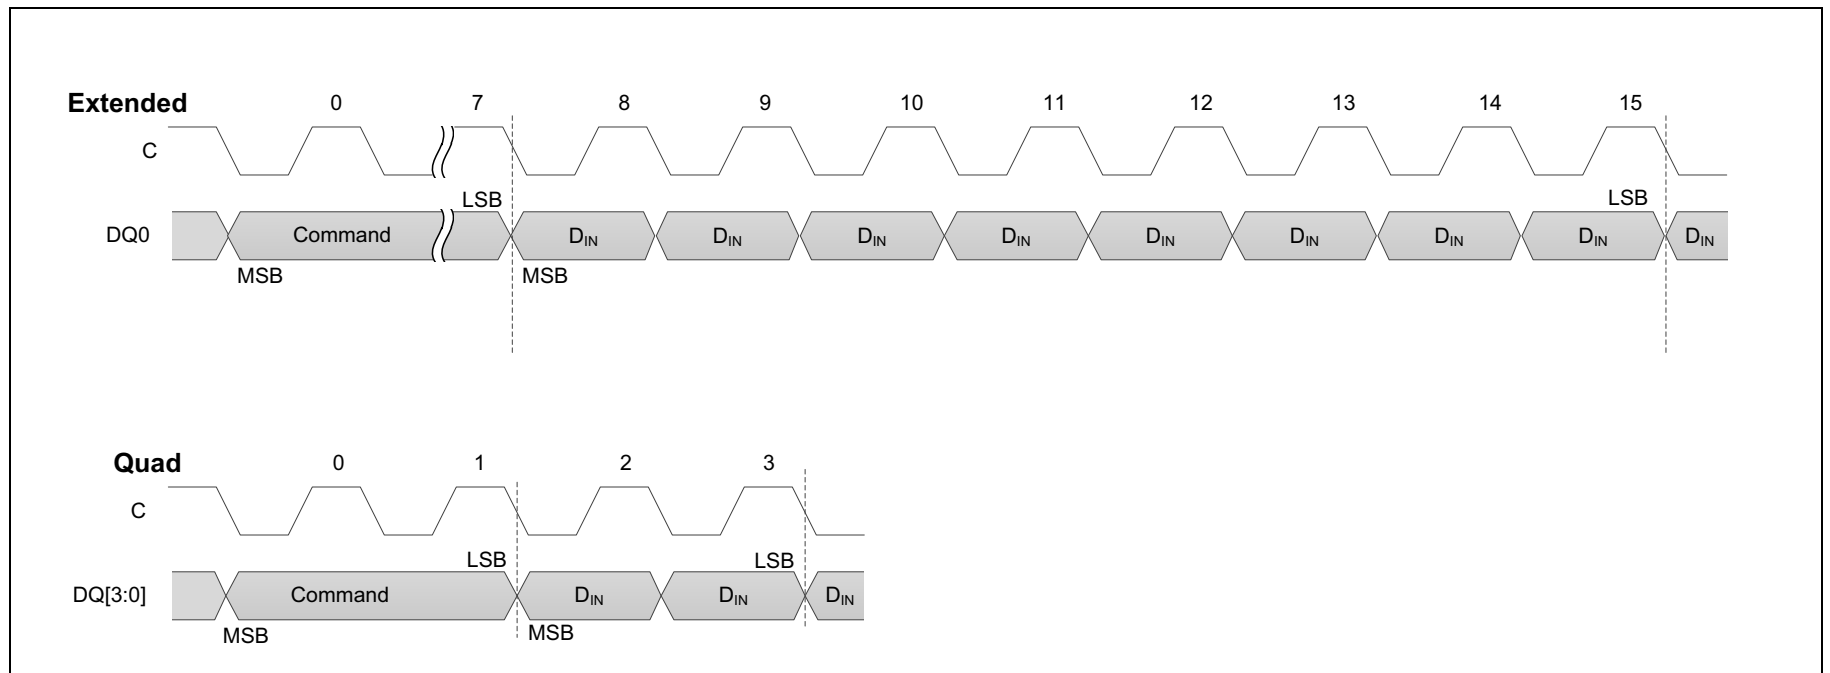 Extended 0 7 8 9 10 11 12 13 14 15
C
LSB LSB
DQ0 Command DIN DIN DIN DIN DIN DIN DIN DIN DIN
MSB MSB
Quad 0 1 2 3
C
LSB LSB
DQ[3:0] Command DIN DIN DIN
MSB MSB